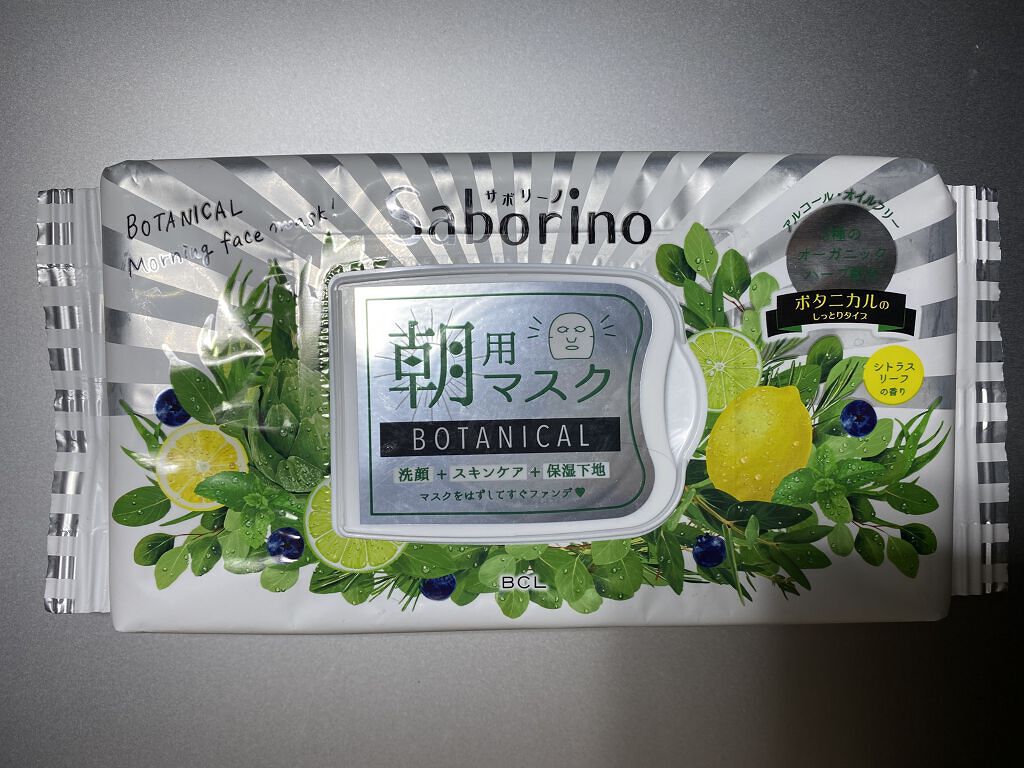 BOTANICAL
Morning face mask!
サボリーノ
Saborino
アルコール・オイルフリー
オーガニック
ボタニカルの
しっとりタイプ
シトラス
リーフ
の香り
朝用
マスク
BOTANICAL
洗顔+スキンケア+保湿下地
マスクをはずしてすぐファンデ♥
BCL